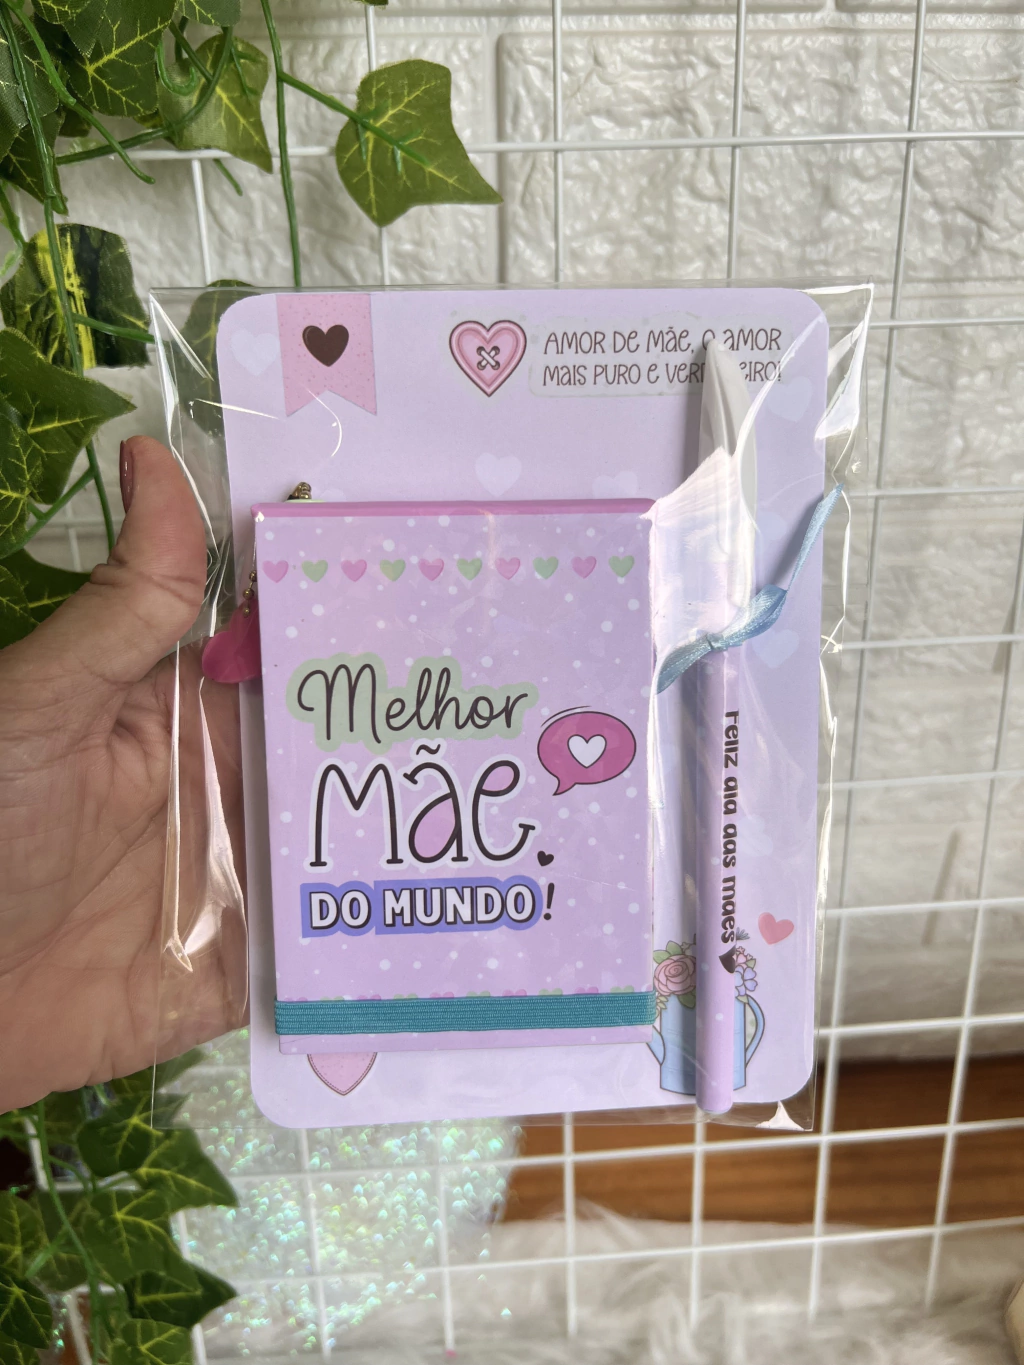 AMOR DE MÃE, O AMOR
MAIS PURO E VERDADEIRO!
Melhor
Mãe
DO MUNDO!
Feliz dia das mães